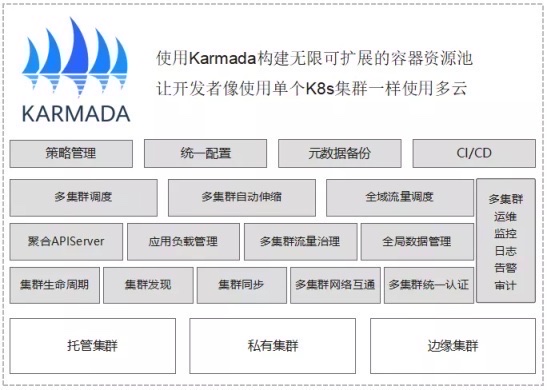 使用Karmada构建无限可扩展的容器资源池
让开发者像使用单个K8s集群一样使用多云
KARMADA
策略管理
统一配置
元数据备份
CI/CD
多集群调度
多集群自动伸缩
全域流量调度
多集群
运维
监控
日志
告警
审计
聚合APIServer
应用负载管理
多集群流量治理
全局数据管理
集群生命周期
集群发现
集群同步
多集群网络互通
多集群统一认证
托管集群
私有集群
边缘集群